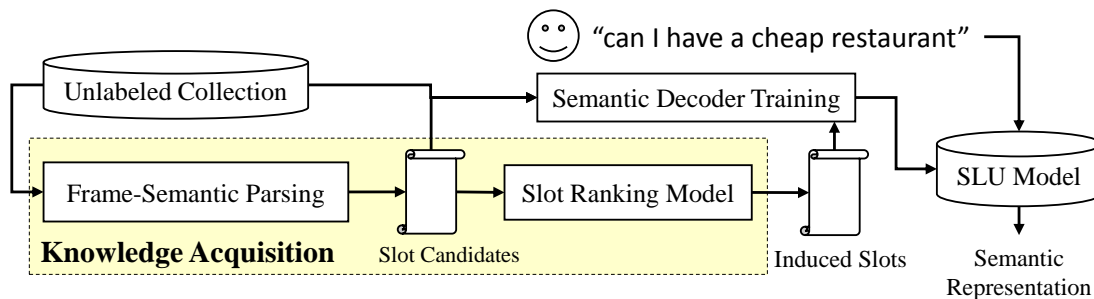 “can I have a cheap restaurant”
Unlabeled Collection
Semantic Decoder Training
Frame-Semantic Parsing
Slot Ranking Model
SLU Model
Knowledge Acquisition
Slot Candidates
Induced Slots
Semantic
Representation